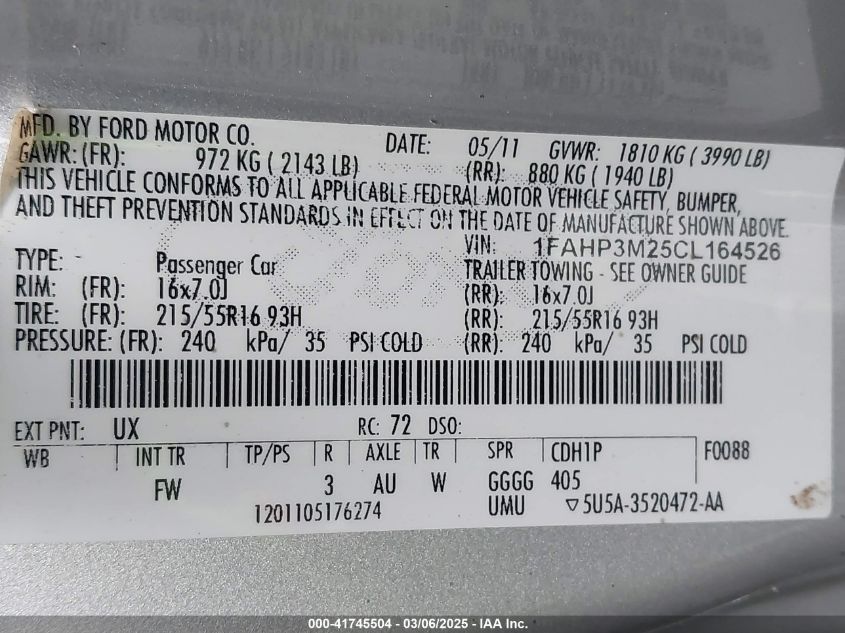 MFD. BY FORD MOTOR CO. DATE: 05/11 GVWR: 1810 KG ( 3990 LB)
GAWR: (FR): 972 KG ( 2143 LB) (RR): 880 KG ( 1940 LB)
THIS VEHICLE CONFORMS TO ALL APPLICABLE FEDERAL MOTOR VEHICLE SAFETY, BUMPER,
AND THEFT PREVENTION STANDARDS IN EFFECT ON THE DATE OF MANUFACTURE SHOWN ABOVE.
VIN: 1FAHP3M25CL164526
TYPE: Passenger Car TRAILER TOWING - SEE OWNER GUIDE
RIM: (FR): 16x7.0J (RR): 16x7.0J
TIRE: (FR): 215/55R16 93H (RR): 215/55R16 93H
PRESSURE: (FR): 240 kPa/ 35 PSI COLD (RR): 240 kPa/ 35 PSI COLD
EXT PNT: UX RC: 72 DSO:
WB INT TR TP/PS R AXLE TR SPR CDH1P F0088
FW 3 AU W GGGG 405
1201105176274 UMU ▽5U5A-3520472-AA
000-41745504 — 03/06/2025 - IAA Inc.